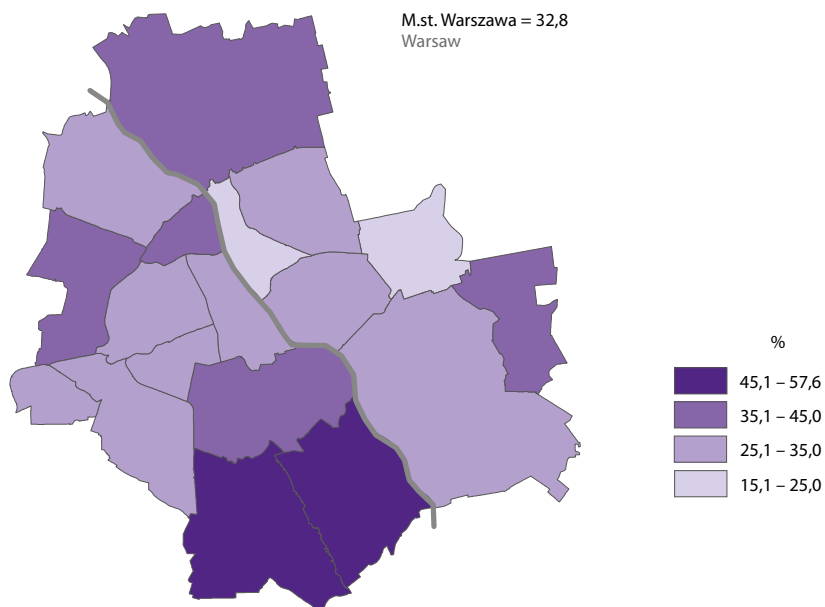 M.st. Warszawa = 32,8
Warsaw
%
45,1 – 57,6
35,1 – 45,0
25,1 – 35,0
15,1 – 25,0